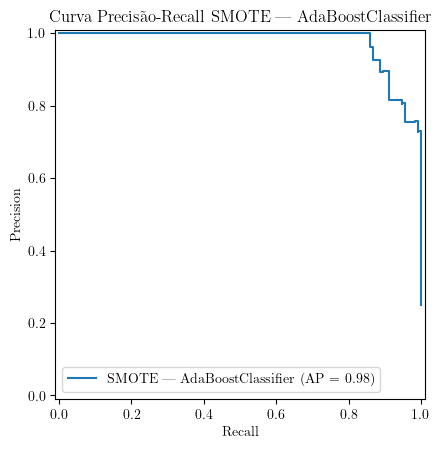 Curva Precisão-Recall SMOTE — AdaBoostClassifier
1.0
0.8
0.6
0.4
0.2
0.0
Precision
SMOTE — AdaBoostClassifier (AP = 0.98)
0.0 0.2 0.4 0.6 0.8 1.0
Recall